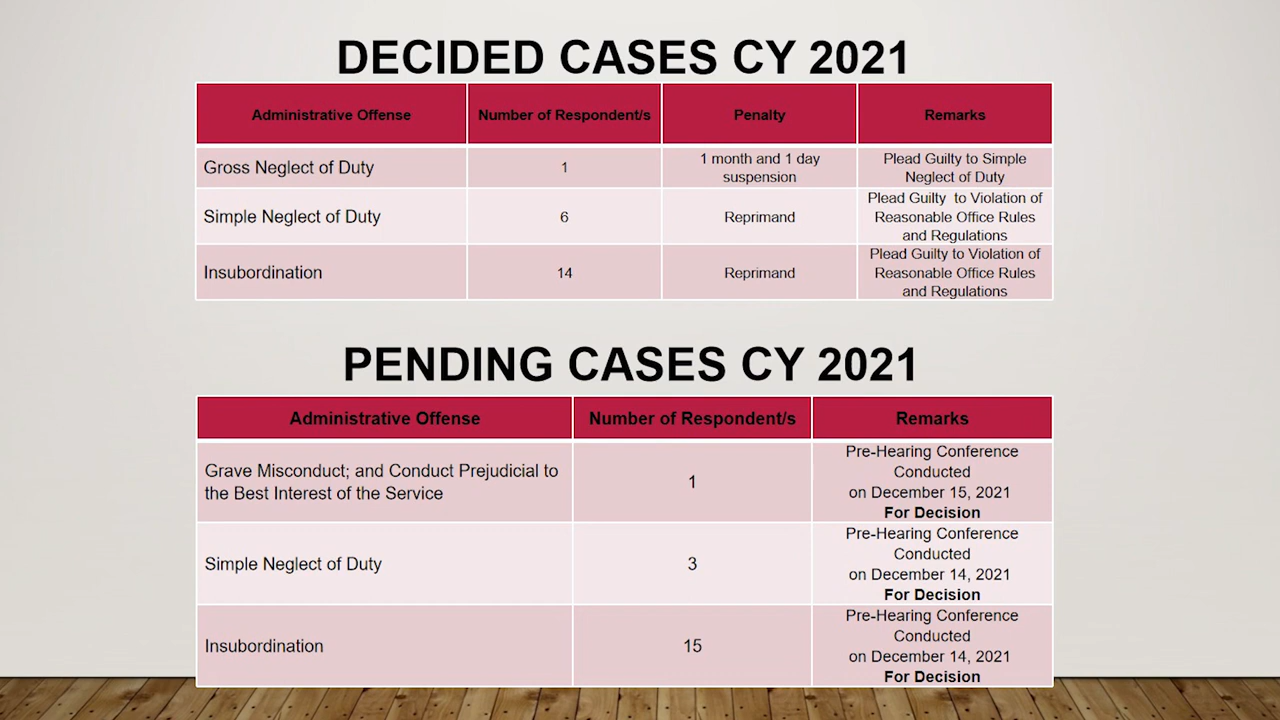 DECIDED CASES CY 2021
Administrative Offense
Number of Respondent/s
Penalty
Remarks
Gross Neglect of Duty
1
1 month and 1 day
suspension
Plead Guilty to Simple
Neglect of Duty
Simple Neglect of Duty
6
Reprimand
Plead Guilty to Violation of
Reasonable Office Rules
and Regulations
Insubordination
14
Reprimand
Plead Guilty to Violation of
Reasonable Office Rules
and Regulations
PENDING CASES CY 2021
Administrative Offense
Number of Respondent/s
Remarks
Grave Misconduct; and Conduct Prejudicial to
the Best Interest of the Service
1
Pre-Hearing Conference
Conducted
on December 15, 2021
For Decision
Simple Neglect of Duty
3
Pre-Hearing Conference
Conducted
on December 14, 2021
For Decision
Insubordination
15
Pre-Hearing Conference
Conducted
on December 14, 2021
For Decision